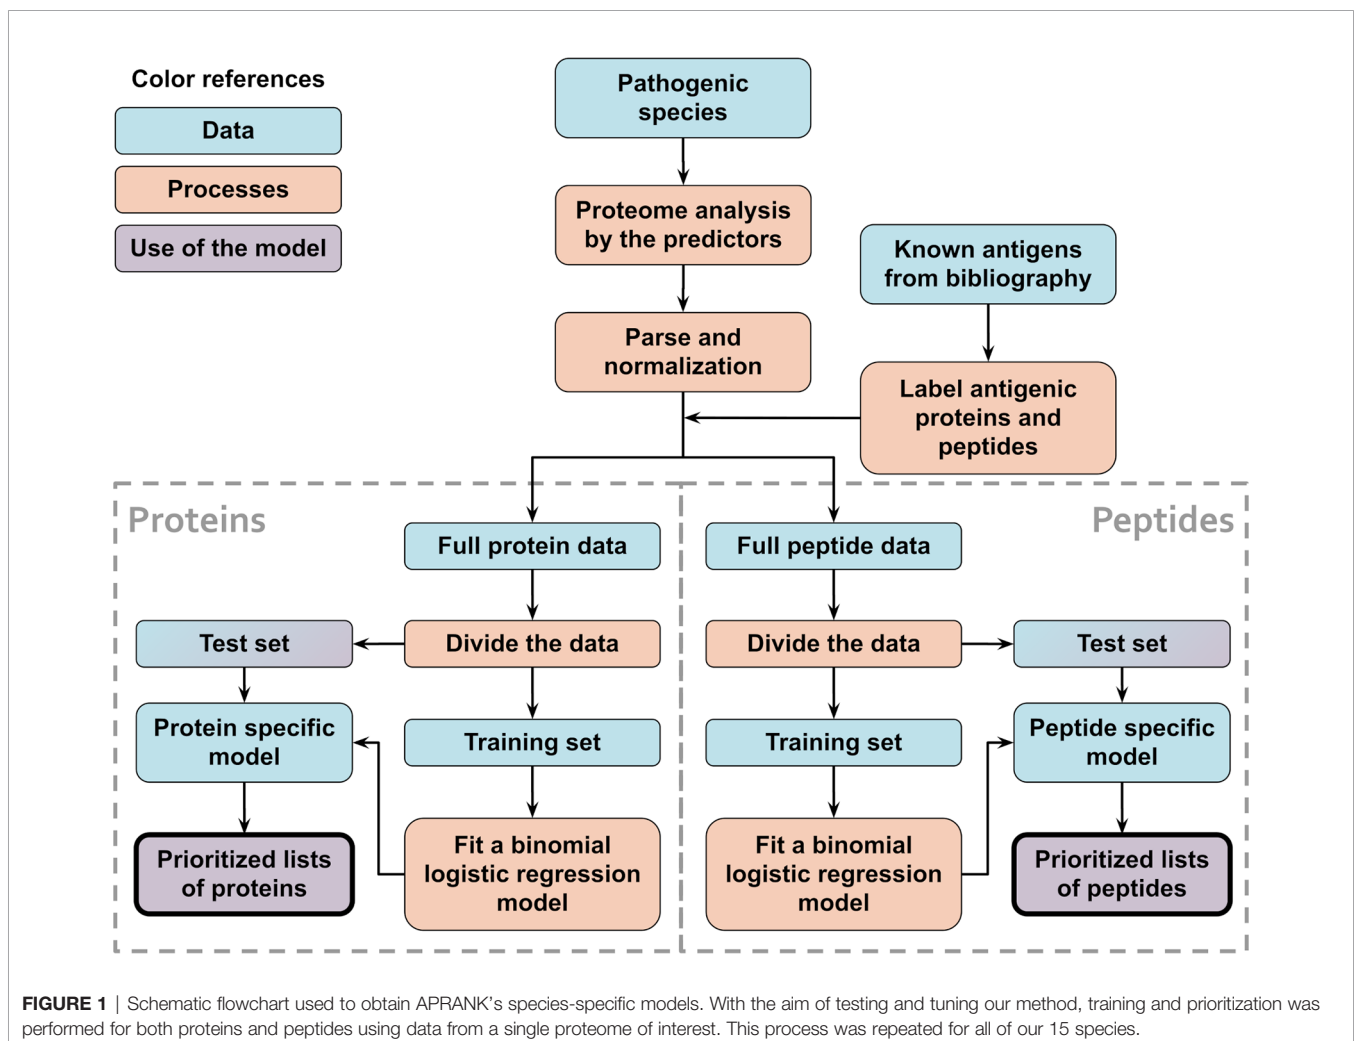 Color references
Data
Processes
Use of the model
Pathogenic
species
Proteome analysis
by the predictors
Parse and
normalization
Known antigens
from bibliography
Label antigenic
proteins and
peptides
Proteins
Full protein data
Divide the data
Test set
Training set
Protein specific
model
Fit a binomial
logistic regression
model
Prioritized lists
of proteins
Peptides
Full peptide data
Divide the data
Test set
Training set
Peptide specific
model
Fit a binomial
logistic regression
model
Prioritized lists
of peptides
FIGURE 1 | Schematic flowchart used to obtain APRANK's species-specific models. With the aim of testing and tuning our method, training and prioritization was
performed for both proteins and peptides using data from a single proteome of interest. This process was repeated for all of our 15 species.